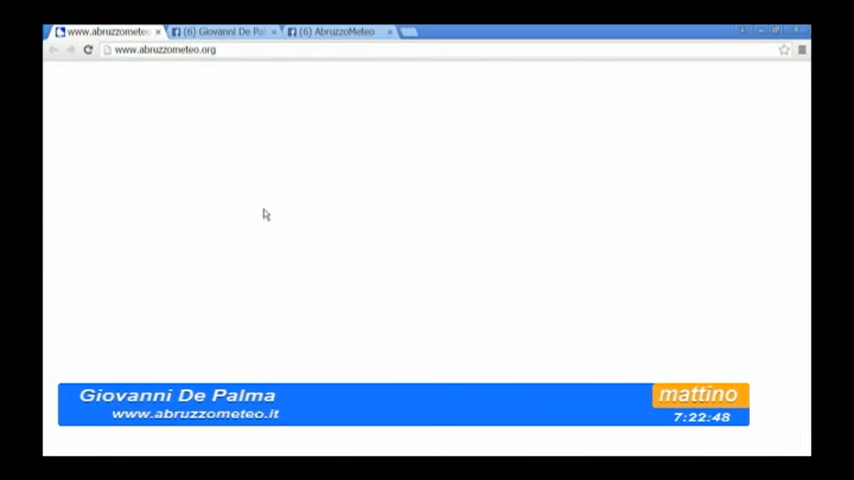 www.abruzzomete
(6) Giovanni De Pal
(6) AbruzzoMeteo
www.abruzzometeo.org
Giovanni De Palma
www.abruzzometeo.it
mattino
7:22:48